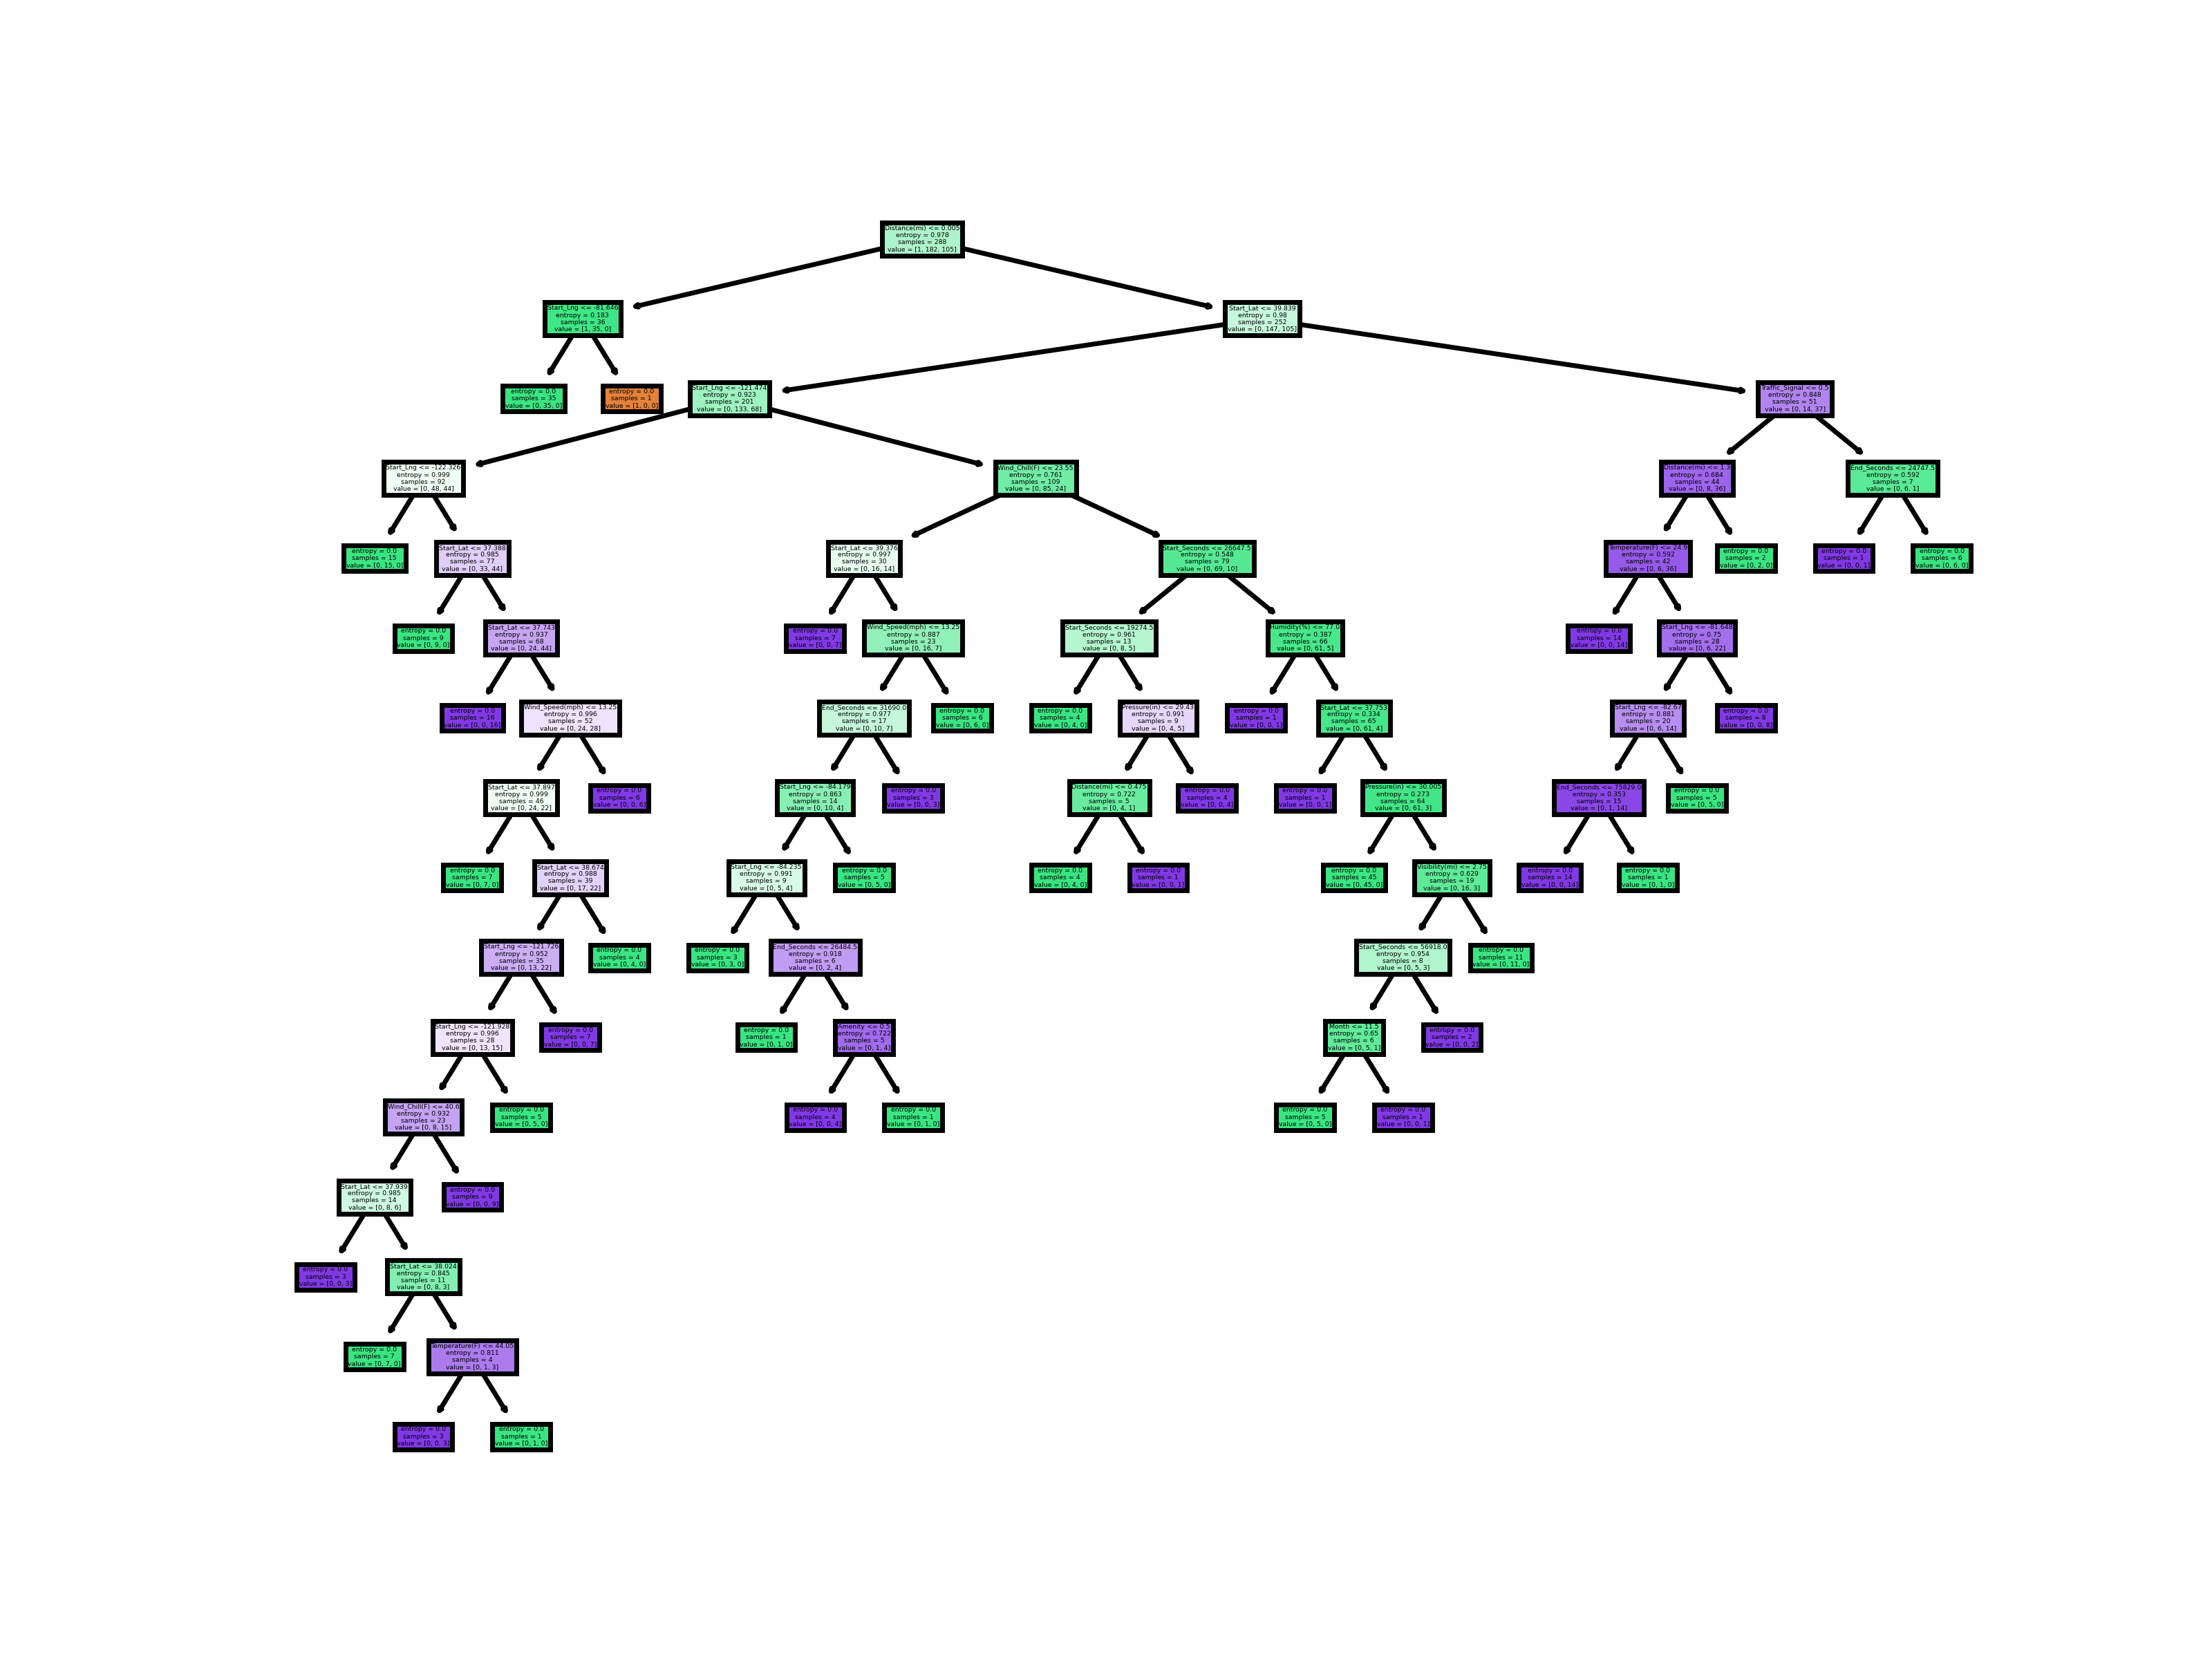 Distance(mi) <= 0.005
entropy = 0.978
samples = 288
value = [1, 182, 105]
Start_Lng <= -81.646
entropy = 0.183
samples = 36
value = [1, 35, 0]
Start_Lat <= 39.839
entropy = 0.98
samples = 252
value = [0, 147, 105]
entropy = 0.0
samples = 35
value = [0, 35, 0]
entropy = 0.0
samples = 1
value = [1, 0, 0]
Start_Lng <= -121.474
entropy = 0.923
samples = 201
value = [0, 133, 68]
Traffic_Signal <= 0.5
entropy = 0.848
samples = 51
value = [0, 14, 37]
Start_Lng <= -122.326
entropy = 0.999
samples = 92
value = [0, 48, 44]
Wind_Chill(F) <= 23.55
entropy = 0.761
samples = 109
value = [0, 85, 24]
Distance(mi) <= 1.3
entropy = 0.684
samples = 44
value = [0, 8, 36]
End_Seconds <= 24747.5
entropy = 0.592
samples = 7
value = [0, 6, 1]
entropy = 0.0
samples = 15
value = [0, 15, 0]
Start_Lat <= 37.388
entropy = 0.985
samples = 77
value = [0, 33, 44]
Start_Lat <= 39.376
entropy = 0.997
samples = 30
value = [0, 16, 14]
Start_Seconds <= 26647.5
entropy = 0.548
samples = 79
value = [0, 69, 10]
Temperature(F) <= 24.9
entropy = 0.592
samples = 42
value = [0, 6, 36]
entropy = 0.0
samples = 2
value = [0, 2, 0]
entropy = 0.0
samples = 1
value = [0, 0, 1]
entropy = 0.0
samples = 6
value = [0, 6, 0]
entropy = 0.0
samples = 9
value = [0, 9, 0]
Start_Lat <= 37.743
entropy = 0.937
samples = 68
value = [0, 24, 44]
entropy = 0.0
samples = 7
value = [0, 0, 7]
Wind_Speed(mph) <= 13.25
entropy = 0.887
samples = 23
value = [0, 16, 7]
Start_Seconds <= 19274.5
entropy = 0.961
samples = 13
value = [0, 8, 5]
Humidity(%) <= 77.0
entropy = 0.387
samples = 66
value = [0, 61, 5]
entropy = 0.0
samples = 14
value = [0, 0, 14]
Start_Lng <= -81.648
entropy = 0.75
samples = 28
value = [0, 6, 22]
entropy = 0.0
samples = 16
value = [0, 0, 16]
Wind_Speed(mph) <= 13.25
entropy = 0.996
samples = 52
value = [0, 24, 28]
End_Seconds <= 31690.0
entropy = 0.977
samples = 17
value = [0, 10, 7]
entropy = 0.0
samples = 6
value = [0, 6, 0]
entropy = 0.0
samples = 4
value = [0, 4, 0]
Pressure(in) <= 29.43
entropy = 0.991
samples = 9
value = [0, 4, 5]
entropy = 0.0
samples = 1
value = [0, 0, 1]
Start_Lat <= 37.753
entropy = 0.334
samples = 65
value = [0, 61, 4]
Start_Lng <= -82.67
entropy = 0.881
samples = 20
value = [0, 6, 14]
entropy = 0.0
samples = 8
value = [0, 0, 8]
Start_Lat <= 37.897
entropy = 0.999
samples = 46
value = [0, 24, 22]
entropy = 0.0
samples = 6
value = [0, 0, 6]
Start_Lng <= -84.179
entropy = 0.863
samples = 14
value = [0, 10, 4]
entropy = 0.0
samples = 3
value = [0, 0, 3]
Distance(mi) <= 0.475
entropy = 0.722
samples = 5
value = [0, 4, 1]
entropy = 0.0
samples = 4
value = [0, 0, 4]
entropy = 0.0
samples = 1
value = [0, 0, 1]
Pressure(in) <= 30.005
entropy = 0.273
samples = 64
value = [0, 61, 3]
End_Seconds <= 75829.0
entropy = 0.353
samples = 15
value = [0, 1, 14]
entropy = 0.0
samples = 5
value = [0, 5, 0]
entropy = 0.0
samples = 7
value = [0, 7, 0]
Start_Lat <= 38.674
entropy = 0.988
samples = 39
value = [0, 17, 22]
Start_Lng <= -84.235
entropy = 0.991
samples = 9
value = [0, 5, 4]
entropy = 0.0
samples = 5
value = [0, 5, 0]
entropy = 0.0
samples = 4
value = [0, 4, 0]
entropy = 0.0
samples = 1
value = [0, 0, 1]
entropy = 0.0
samples = 45
value = [0, 45, 0]
Visibility(mi) <= 2.75
entropy = 0.629
samples = 19
value = [0, 16, 3]
entropy = 0.0
samples = 14
value = [0, 0, 14]
entropy = 0.0
samples = 1
value = [0, 1, 0]
Start_Lng <= -121.726
entropy = 0.952
samples = 35
value = [0, 13, 22]
entropy = 0.0
samples = 4
value = [0, 4, 0]
entropy = 0.0
samples = 3
value = [0, 3, 0]
End_Seconds <= 26484.5
entropy = 0.918
samples = 6
value = [0, 2, 4]
Start_Seconds <= 56918.0
entropy = 0.954
samples = 8
value = [0, 5, 3]
entropy = 0.0
samples = 11
value = [0, 11, 0]
Start_Lng <= -121.928
entropy = 0.996
samples = 28
value = [0, 13, 15]
entropy = 0.0
samples = 7
value = [0, 0, 7]
entropy = 0.0
samples = 1
value = [0, 1, 0]
Amenity <= 0.5
entropy = 0.722
samples = 5
value = [0, 1, 4]
Month <= 11.5
entropy = 0.65
samples = 6
value = [0, 5, 1]
entropy = 0.0
samples = 2
value = [0, 0, 2]
Wind_Chill(F) <= 40.6
entropy = 0.932
samples = 23
value = [0, 8, 15]
entropy = 0.0
samples = 5
value = [0, 5, 0]
entropy = 0.0
samples = 4
value = [0, 0, 4]
entropy = 0.0
samples = 1
value = [0, 1, 0]
entropy = 0.0
samples = 5
value = [0, 5, 0]
entropy = 0.0
samples = 1
value = [0, 0, 1]
Start_Lat <= 37.939
entropy = 0.985
samples = 14
value = [0, 8, 6]
entropy = 0.0
samples = 9
value = [0, 0, 9]
entropy = 0.0
samples = 3
value = [0, 0, 3]
Start_Lat <= 38.024
entropy = 0.845
samples = 11
value = [0, 8, 3]
entropy = 0.0
samples = 7
value = [0, 7, 0]
Temperature(F) <= 44.05
entropy = 0.811
samples = 4
value = [0, 1, 3]
entropy = 0.0
samples = 3
value = [0, 0, 3]
entropy = 0.0
samples = 1
value = [0, 1, 0]